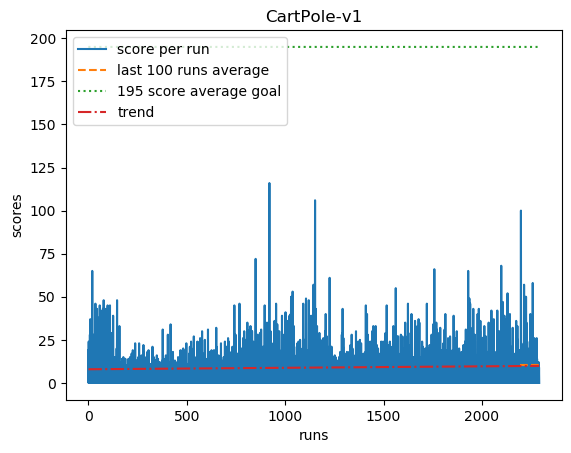 CartPole-v1
score per run
last 100 runs average
195 score average goal
trend
scores
200
175
150
125
100
75
50
25
0
0 500 1000 1500 2000
runs